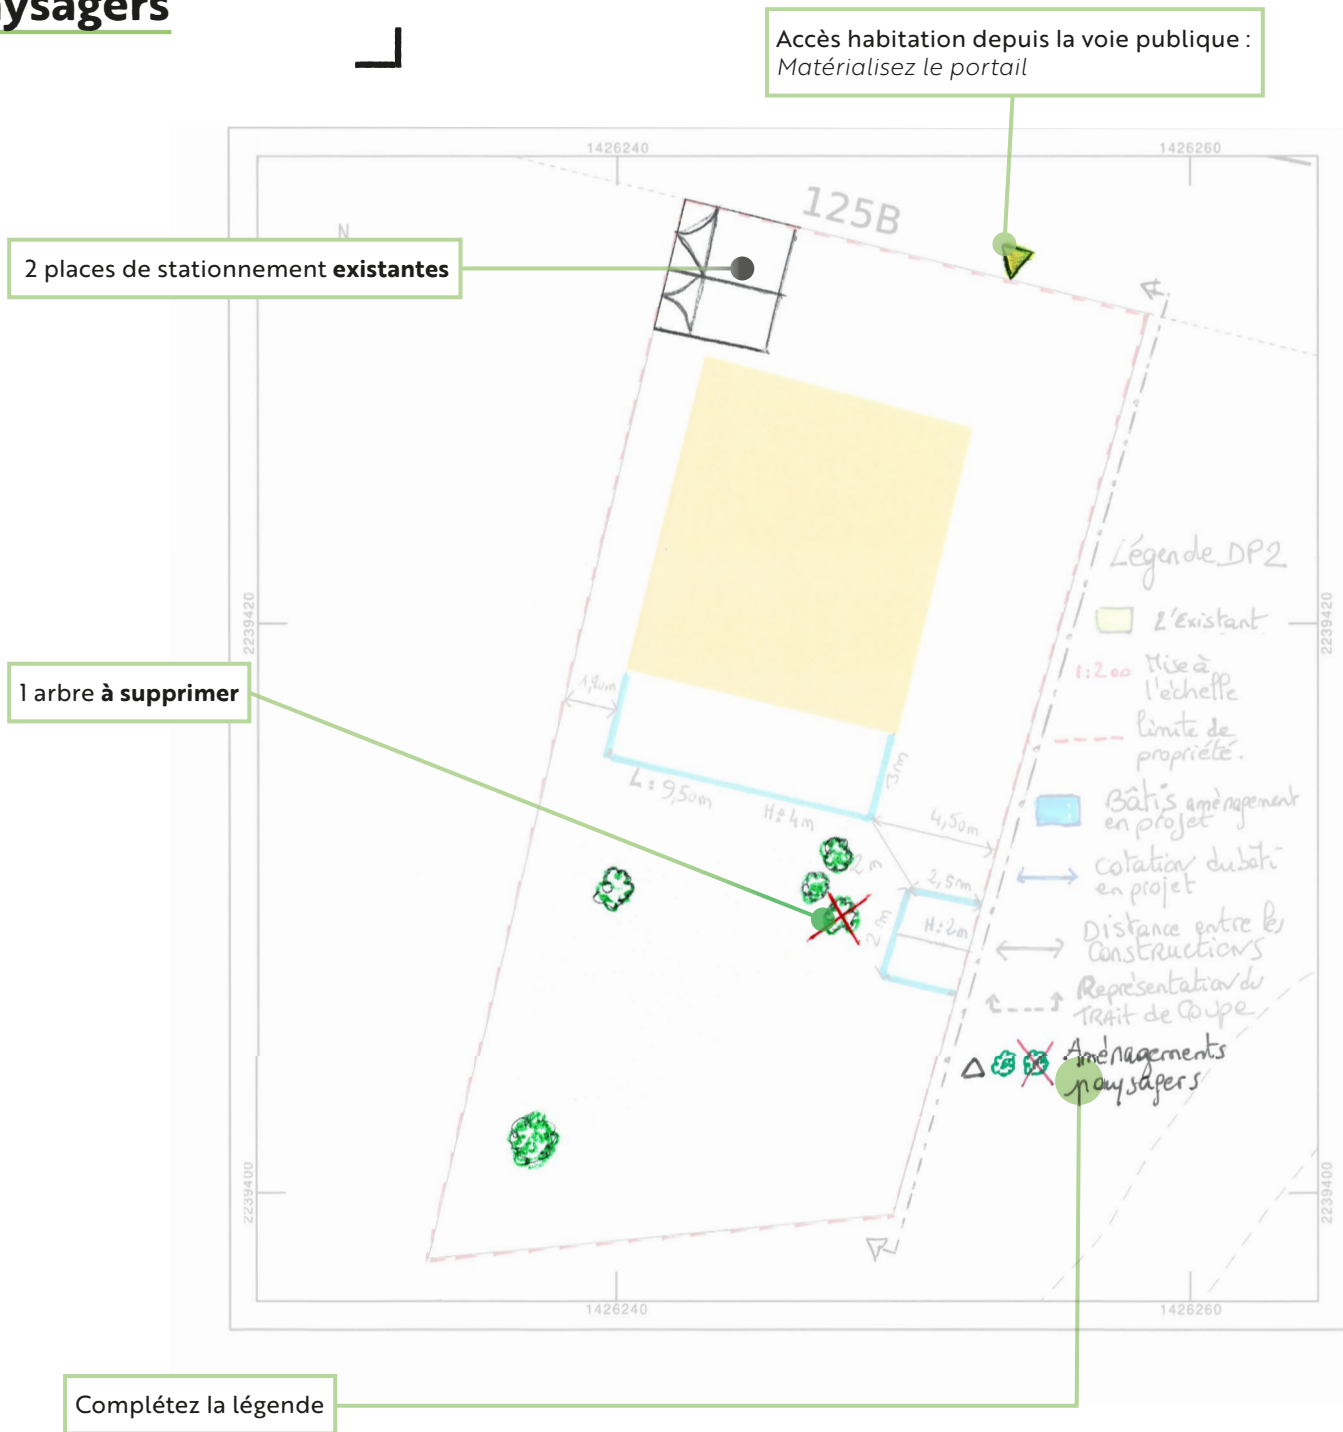 ysagers
Accès habitation depuis la voie publique :
Matérialisez le portail
1426240
1426260
125B
N
2 places de stationnement existantes
Légende DP2
2239420
2239420
L'Existant
1:200 Mise à
l'échelle
1 arbre à supprimer
limite de
propriété.
3m
L : 9,50m
H: 4m
4,50m
Bâtis aménagement
en projet
2m
2,5m
cotation du bâti
en projet
2m
H: 2m
Distance entre les
Constructions
Représentation du
TRAit de Coupe
Aménagements
paysagers
2239400
2239400
1426240
1426260
Complétez la légende